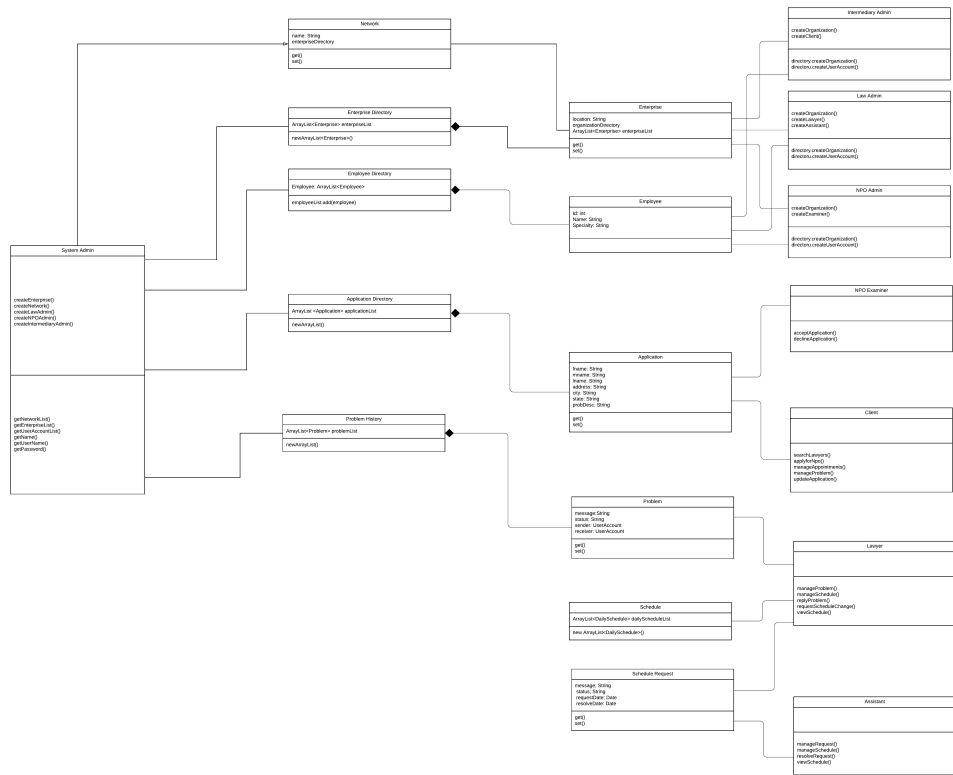 Network
name: String
enterpriseDirectory
get()
set()
Enterprise Directory
ArrayList<Enterprise> enterpriseList
newArrayList<Enterprise>()
Employee Directory
Employee: ArrayList<Employee>
employeeList.add(employee)
System Admin
createEnterprise()
createNetwork()
createLawAdmin()
createNPOAdmin()
createIntermediaryAdmin()
getNetworkList()
getEnterpriseList()
getUserAccountList()
getName()
getUserName()
getPassword()
Application Directory
ArrayList <Application> applicationList
newArrayList()
Problem History
ArrayList<Problem> problemList
newArrayList()
Enterprise
location: String
organizationDirectory
ArrayList<Enterprise> enterpriseList
get()
set()
Employee
id: int
Name: String
Specialty: String
Application
fname: String
mname: String
lname: String
address: String
city: String
state: String
probDesc: String
get()
set()
Problem
message:String
status: String
sender: UserAccount
receiver: UserAccount
get()
set()
Schedule
ArrayList<DailySchedule> dailyScheduleList
new ArrayList<DailySchedule>()
Schedule Request
message; String
status; String
requestDate; Date
resolveDate: Date
get()
set()
Intermediary Admin
createOrganization()
createClient()
directory.createOrganization()
directoru.createUserAccount()
Law Admin
createOrganization()
createLawyer()
createAssistant()
directory.createOrganization()
directoru.createUserAccount()
NPO Admin
createOrganization()
createExaminer()
directory.createOrganization()
directoru.createUserAccount()
NPO Examiner
acceptApplication()
declineApplication()
Client
searchLawyers()
applyforNpo()
manageAppointments()
manageProblem()
updateApplication()
Lawyer
manageProblem()
manageSchedule()
replyProblem()
requestScheduleChange()
viewSchedule()
Assistant
manageRequest()
manageSchedule()
resolveRequest()
viewSchedule()